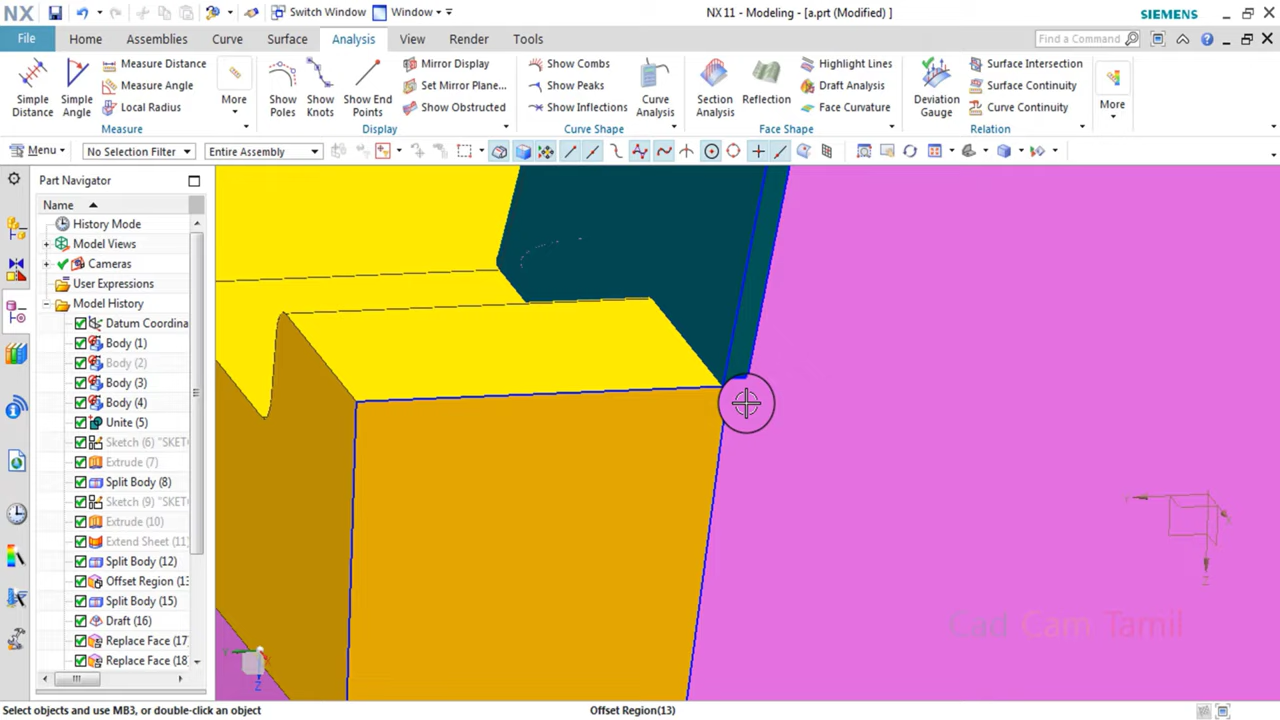 NX
Switch Window
Window
NX 11 - Modeling - [a.prt (Modified) ]
SIEMENS
File
Home
Assemblies
Curve
Surface
Analysis
View
Render
Tools
Find a Command
Simple Distance
Simple Angle
Measure Distance
Measure Angle
Local Radius
More
Measure
Show Poles
Show Knots
Show End Points
Mirror Display
Set Mirror Plane...
Show Obstructed
Display
Show Combs
Show Peaks
Show Inflections
Curve Analysis
Curve Shape
Section Analysis
Reflection
Highlight Lines
Draft Analysis
Face Curvature
Face Shape
Deviation Gauge
Surface Intersection
Surface Continuity
Curve Continuity
Relation
More
Menu
No Selection Filter
Entire Assembly
Part Navigator
Name
History Mode
Model Views
Cameras
User Expressions
Model History
Datum Coordina
Body (1)
Body (2)
Body (3)
Body (4)
Unite (5)
Sketch (6) "SKET
Extrude (7)
Split Body (8)
Sketch (9) "SKET
Extrude (10)
Extend Sheet (11
Split Body (12)
Offset Region (13
Split Body (15)
Draft (16)
Replace Face (17
Replace Face (18
Cad Cam Tamil
Z
Select objects and use MB3, or double-click an object
Offset Region(13)